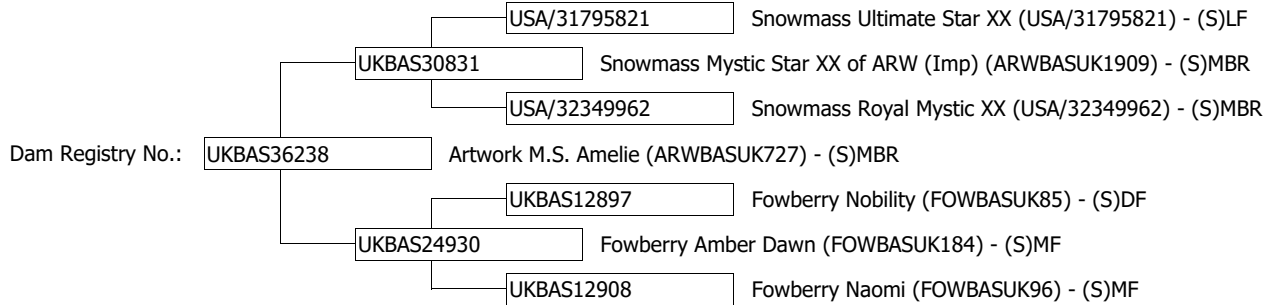 USA/31795821 Snowmass Ultimate Star XX (USA/31795821) - (S)LF
UKBAS30831 Snowmass Mystic Star XX of ARW (Imp) (ARWBASUK1909) - (S)MBR
USA/32349962 Snowmass Royal Mystic XX (USA/32349962) - (S)MBR
Dam Registry No.: UKBAS36238 Artwork M.S. Amelie (ARWBASUK727) - (S)MBR
UKBAS12897 Fowberry Nobility (FOWBASUK85) - (S)DF
UKBAS24930 Fowberry Amber Dawn (FOWBASUK184) - (S)MF
UKBAS12908 Fowberry Naomi (FOWBASUK96) - (S)MF